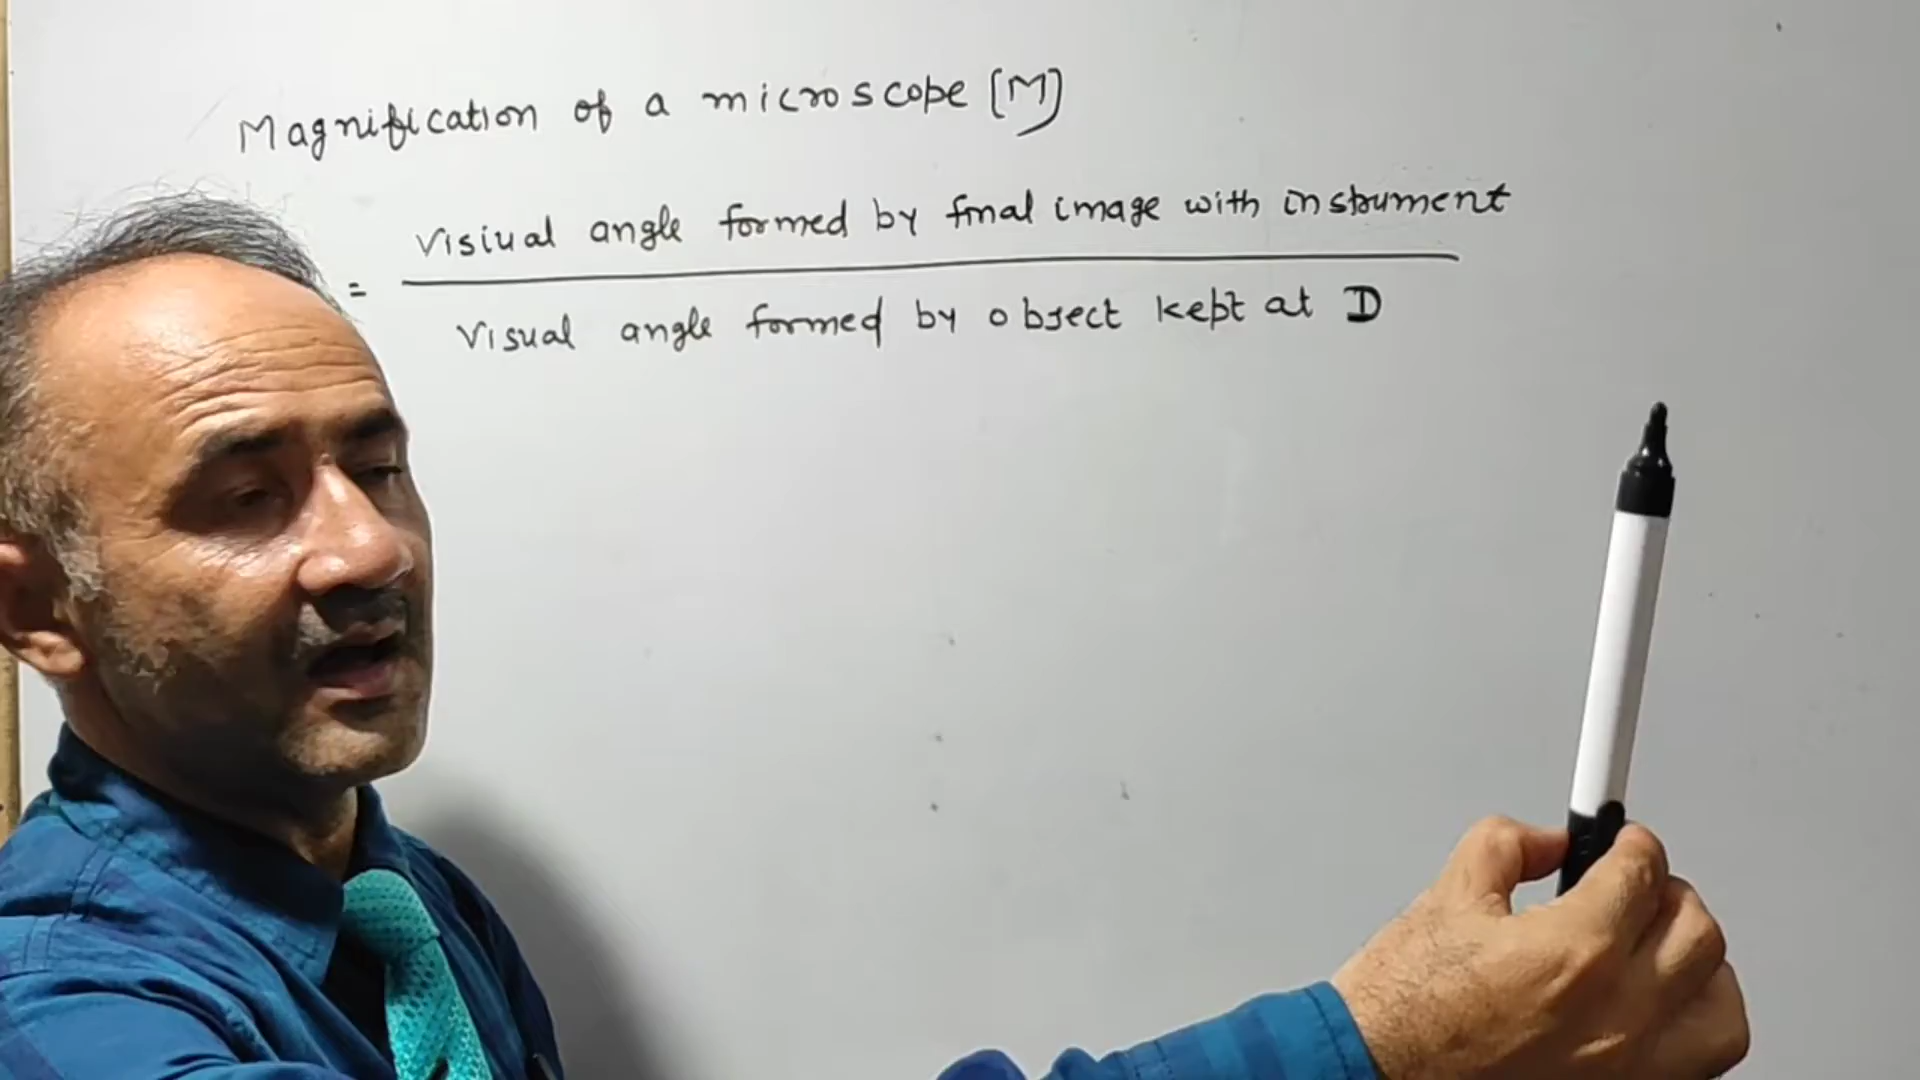 Magnification of a microscope [M]
= Visiual angle formed by final image with instrument
Visual angle formed by object kept at D